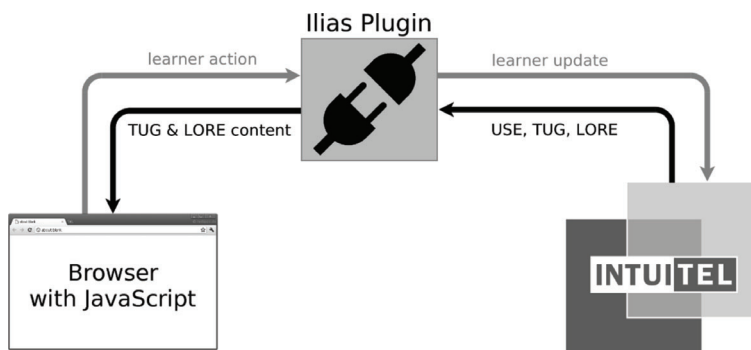 Ilias Plugin
learner action
learner update
TUG & LORE content
USE, TUG, LORE
Browser
with JavaScript
INTUITEL